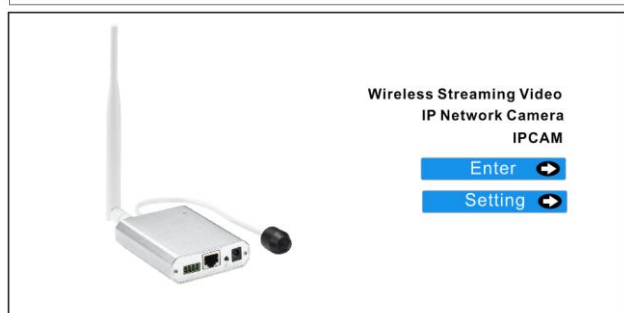 Wireless Streaming Video
IP Network Camera
IPCAM
Enter
Setting